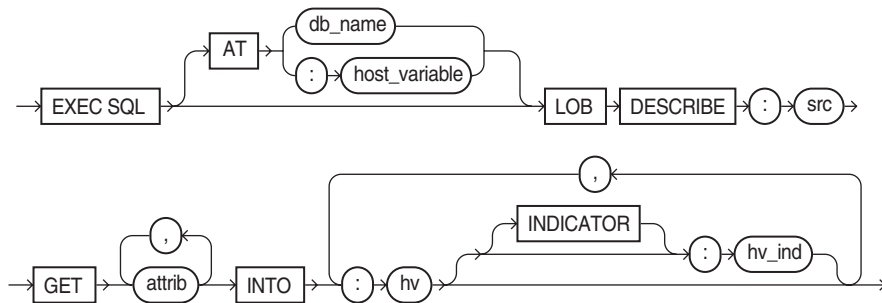 db_name
AT
: host_variable
EXEC SQL LOB DESCRIBE : src
,
, INDICATOR
: hv_ind
GET attrib INTO : hv